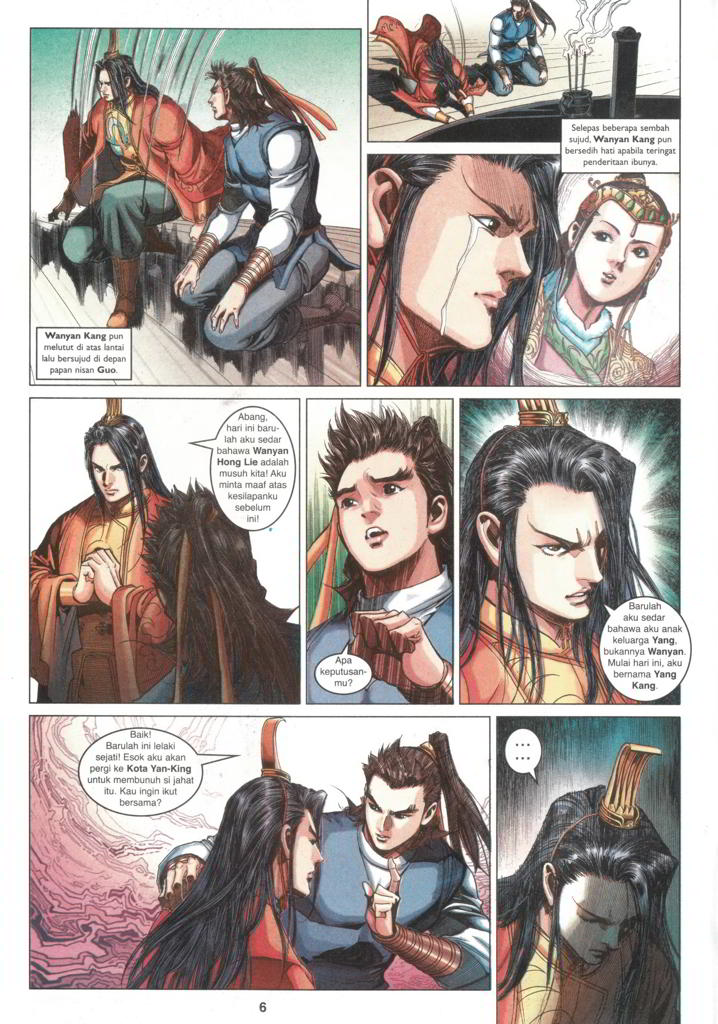 Wanyan Kang pun
melutut di atas lantai
lalu bersujud di depan
papan nisan Guo.
Selepas beberapa sembah
sujud, Wanyan Kang pun
bersedih hati apabila teringat
penderitaan ibunya.
Abang,
hari ini baru-
lah aku sedar
bahawa Wanyan
Hong Lie adalah
musuh kita! Aku
minta maaf atas
kesilapanku
sebelum
ini!
Apa
keputusan-
mu?
Barulah
aku sedar
bahawa aku anak
keluarga Yang,
bukannya Wanyan.
Mulai hari ini, aku
bernama Yang
Kang.
Baik!
Barulah ini lelaki
sejati! Esok aku akan
pergi ke Kota Yan-King
untuk membunuh si jahat
itu. Kau ingin ikut
bersama?
...
...
6